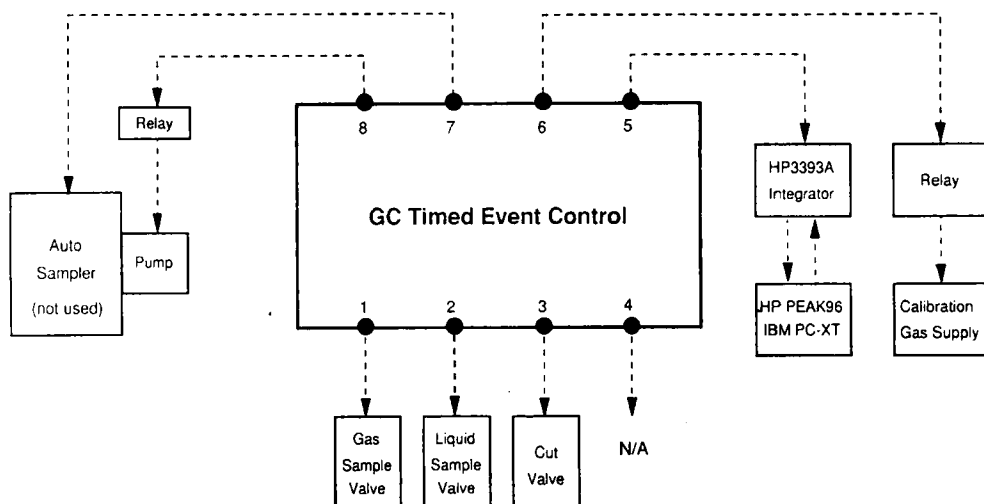 8
7
6
5
Relay
HP3393A
Integrator
Relay
GC Timed Event Control
Auto
Sampler
(not used)
Pump
1
2
3
4
HP PEAK96
IBM PC-XT
Calibration
Gas Supply
Gas
Sample
Valve
Liquid
Sample
Valve
Cut
Valve
N/A